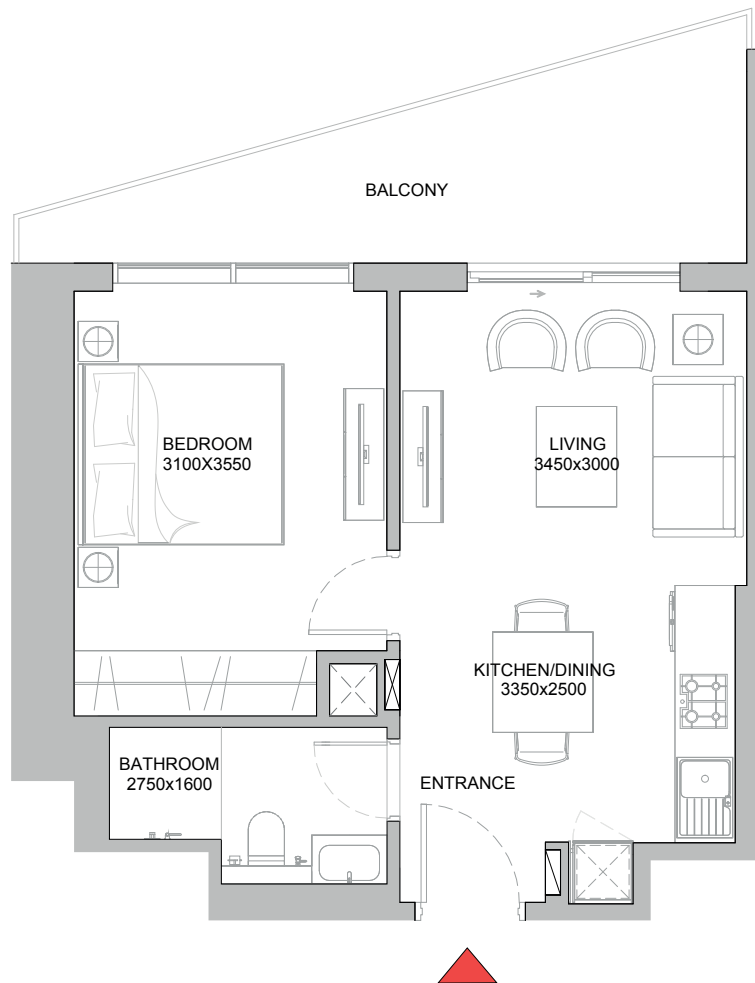 BALCONY
BEDROOM
3100X3550
LIVING
3450x3000
KITCHEN/DINING
3350x2500
BATHROOM
2750x1600
ENTRANCE